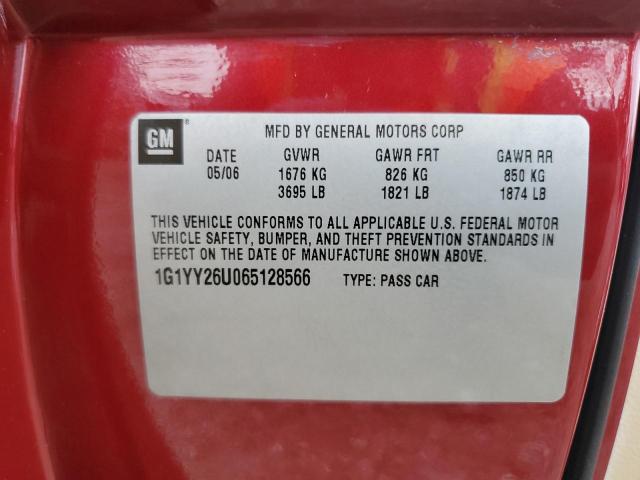 GM ®
MFD BY GENERAL MOTORS CORP
DATE GVWR GAWR FRT GAWR RR
05/06 1676 KG 826 KG 850 KG
3695 LB 1821 LB 1874 LB
THIS VEHICLE CONFORMS TO ALL APPLICABLE U.S. FEDERAL MOTOR
VEHICLE SAFETY, BUMPER, AND THEFT PREVENTION STANDARDS IN
EFFECT ON THE DATE OF MANUFACTURE SHOWN ABOVE.
1G1YY26U065128566 TYPE: PASS CAR